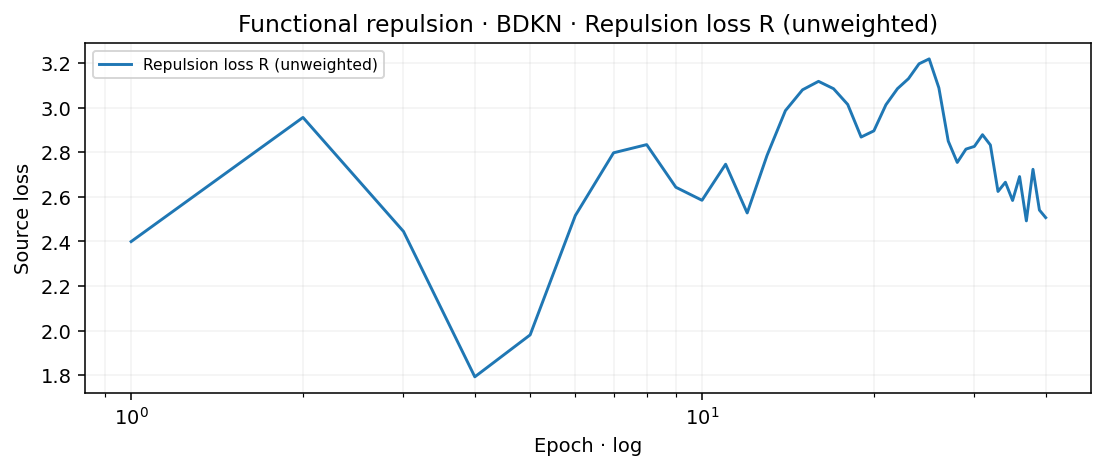 Functional repulsion · BDKN · Repulsion loss R (unweighted)
Repulsion loss R (unweighted)
Source loss
3.2
3.0
2.8
2.6
2.4
2.2
2.0
1.8
10⁰
10¹
Epoch · log